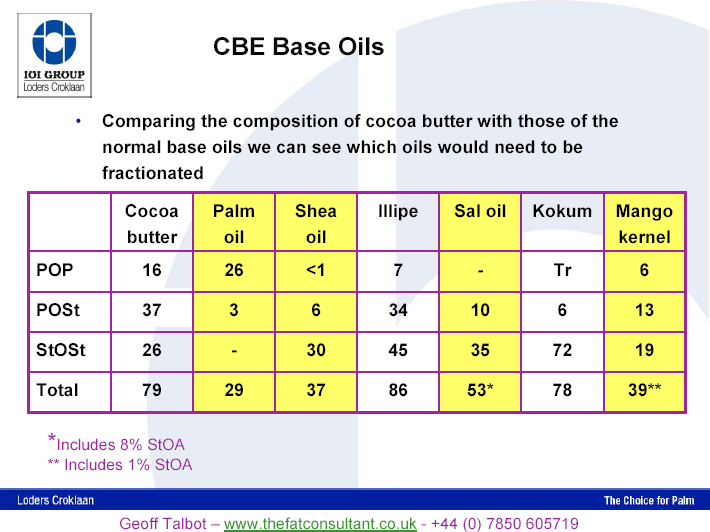 CBE Base Oils
IOI GROUP
Loders Croklaan
• Comparing the composition of cocoa butter with those of the
normal base oils we can see which oils would need to be
fractionated
Cocoa butter Palm oil Shea oil Illipe Sal oil Kokum Mango kernel
POP 16 26 <1 7 - Tr 6
POSt 37 3 6 34 10 6 13
StOSt 26 - 30 45 35 72 19
Total 79 29 37 86 53* 78 39**
*Includes 8% StOA
** Includes 1% StOA
Loders Croklaan The Choice for Palm
Geoff Talbot – www.thefatconsultant.co.uk - +44 (0) 7850 605719